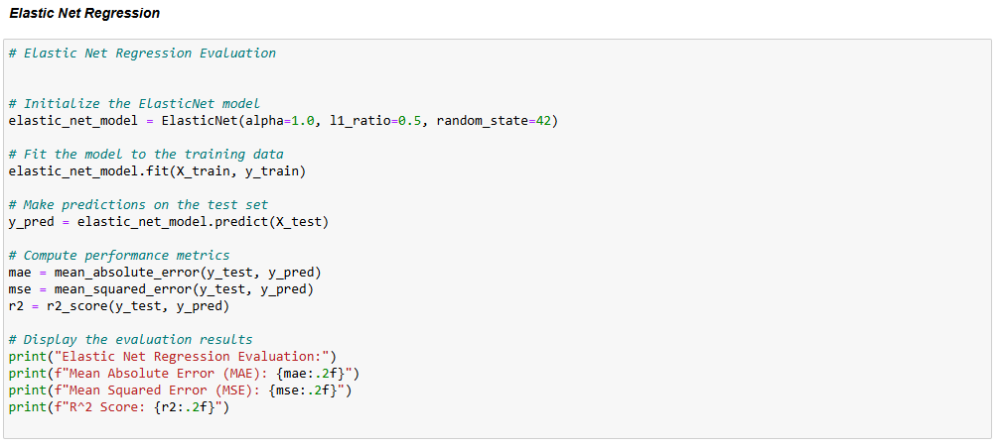 Elastic Net Regression
# Elastic Net Regression Evaluation
# Initialize the ElasticNet model
elastic_net_model = ElasticNet(alpha=1.0, l1_ratio=0.5, random_state=42)
# Fit the model to the training data
elastic_net_model.fit(X_train, y_train)
# Make predictions on the test set
y_pred = elastic_net_model.predict(X_test)
# Compute performance metrics
mae = mean_absolute_error(y_test, y_pred)
mse = mean_squared_error(y_test, y_pred)
r2 = r2_score(y_test, y_pred)
# Display the evaluation results
print("Elastic Net Regression Evaluation:")
print(f"Mean Absolute Error (MAE): {mae:.2f}")
print(f"Mean Squared Error (MSE): {mse:.2f}")
print(f"R^2 Score: {r2:.2f}")